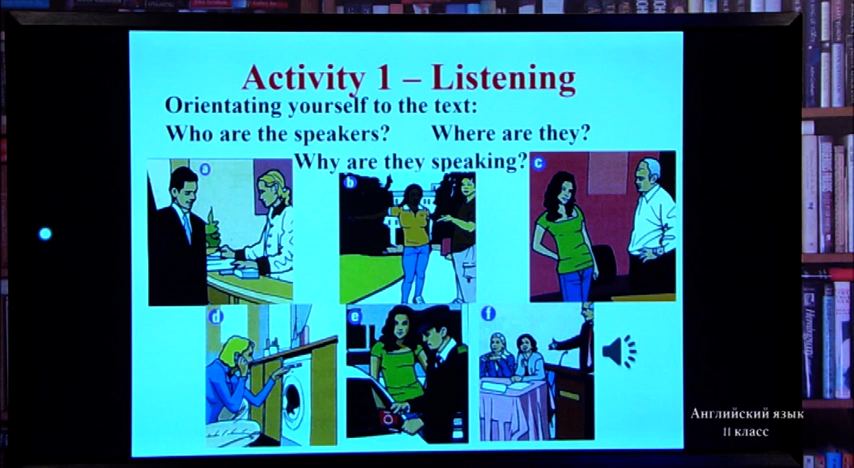 Activity 1 – Listening
Orientating yourself to the text:
Who are the speakers? Where are they?
Why are they speaking?
a
b
c
d
e
f
Английский язык
11 класс